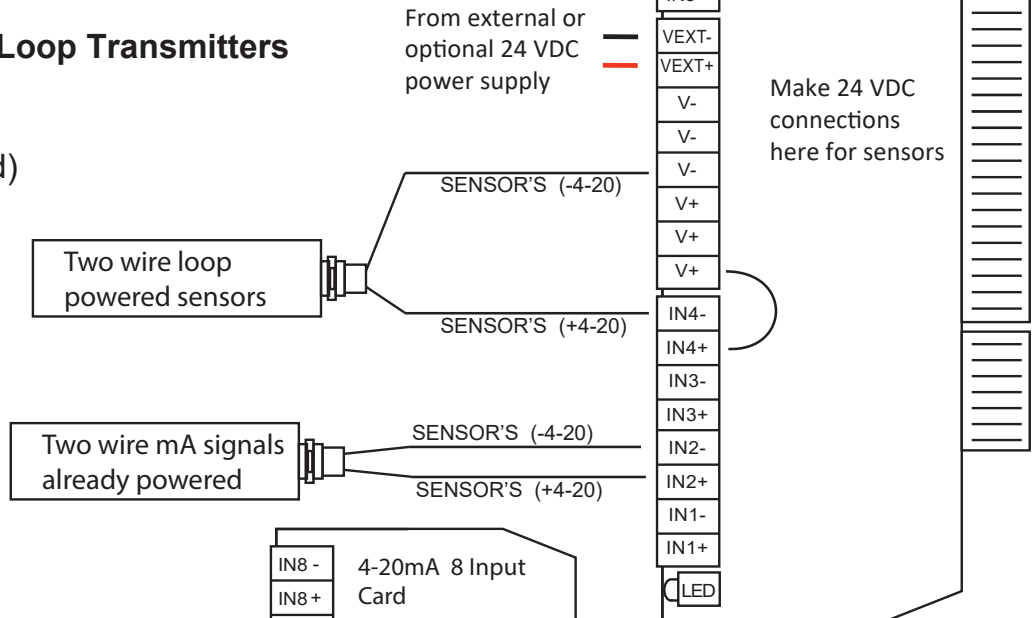 Loop Transmitters
d)
From external or
optional 24 VDC
power supply
VEXT-
VEXT+
V-
V-
V-
V+
V+
V+
IN4-
IN4+
IN3-
IN3+
IN2-
IN2+
IN1-
IN1+
LED
Make 24 VDC
connections
here for sensors
SENSOR'S (-4-20)
Two wire loop
powered sensors
SENSOR'S (+4-20)
SENSOR'S (-4-20)
Two wire mA signals
already powered
SENSOR'S (+4-20)
IN8 -
IN8 +
4-20mA 8 Input
Card